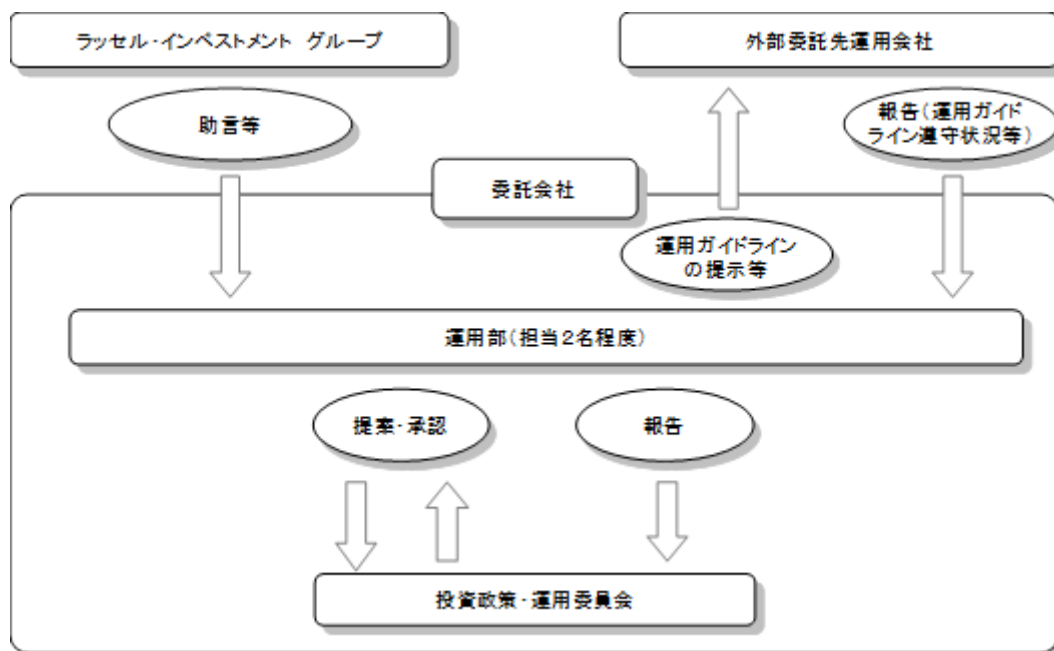 ラッセル・インベストメント グループ
外部委託先運用会社
助言等
報告(運用ガイド
ライン遵守状況等)
委託会社
運用ガイドライン
の提示等
運用部(担当2名程度)
提案・承認
報告
投資政策・運用委員会